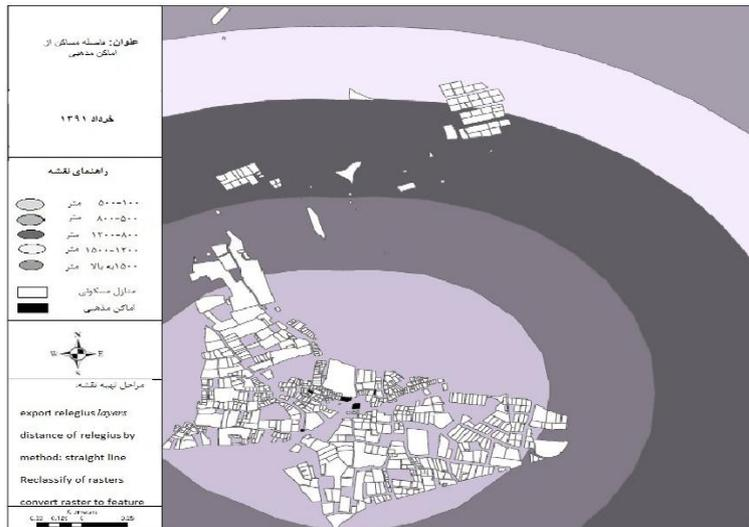 عنوان: فاصله مساکن از
اماکن مذهبی
خرداد ۱۳۹۱
راهنمای نقشه
۵۰۰-۱۰۰ متر
۸۰۰-۵۰۰ متر
۱۲۰۰-۸۰۰ متر
۱۵۰۰-۱۲۰۰ متر
۱۵۰۰به بالا متر
منازل مسکونی
اماکن مذهبی
N
W E
S
مراحل تهیه نقشه:
export relegius layers
distance of relegius by
method: straight line
Reclassify of rasters
convert raster to feature